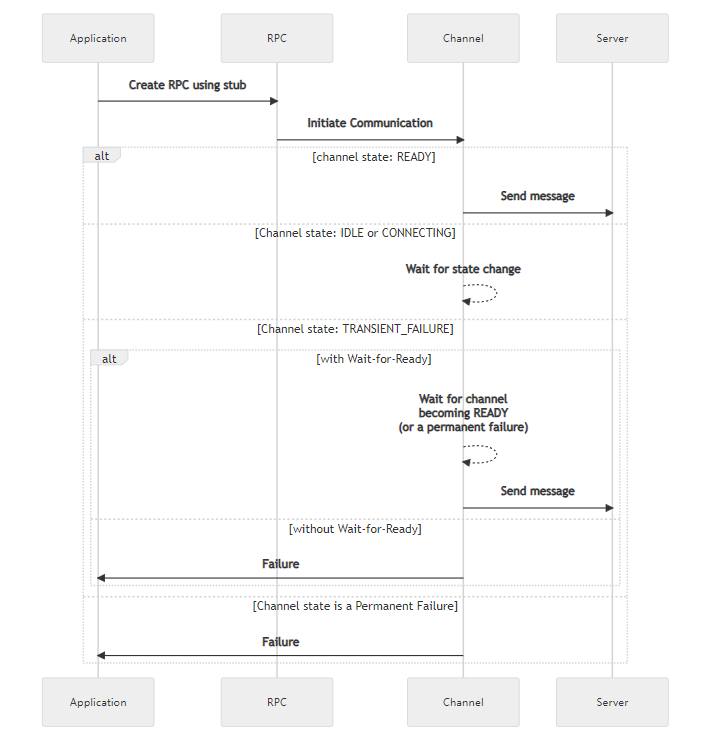 Application
RPC
Channel
Server
Create RPC using stub
Initiate Communication
alt
[channel state: READY]
Send message
[Channel state: IDLE or CONNECTING]
Wait for state change
[Channel state: TRANSIENT_FAILURE]
alt
[with Wait-for-Ready]
Wait for channel
becoming READY
(or a permanent failure)
Send message
[without Wait-for-Ready]
Failure
[Channel state is a Permanent Failure]
Failure
Application
RPC
Channel
Server